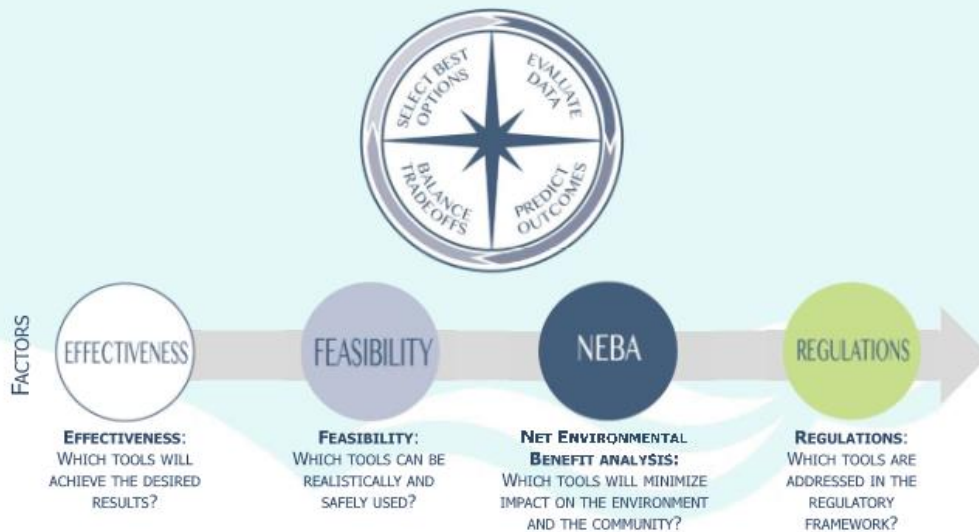 SELECT BEST
OPTIONS
EVALUATE
DATA
BALANCE
TRADEOFFS
PREDICT
OUTCOMES
FACTORS
EFFECTIVENESS
FEASIBILITY
NEBA
REGULATIONS
EFFECTIVENESS:
WHICH TOOLS WILL
ACHIEVE THE DESIRED
RESULTS?
FEASIBILITY:
WHICH TOOLS CAN BE
REALISTICALLY AND
SAFELY USED?
NET ENVIRONMENTAL
BENEFIT ANALYSIS:
WHICH TOOLS WILL MINIMIZE
IMPACT ON THE ENVIRONMENT
AND THE COMMUNITY?
REGULATIONS:
WHICH TOOLS ARE
ADDRESSED IN THE
REGULATORY
FRAMEWORK?